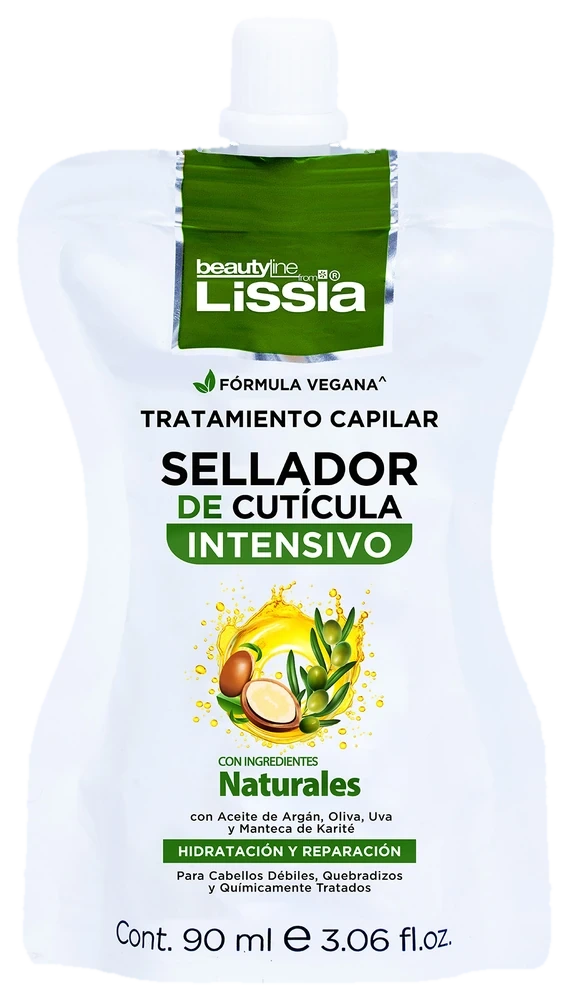 beautyline
from ®
Lissia
FÓRMULA VEGANA^
TRATAMIENTO CAPILAR
SELLADOR
DE CUTÍCULA
INTENSIVO
CON INGREDIENTES
Naturales
con Aceite de Argán, Oliva, Uva
y Manteca de Karité
HIDRATACIÓN Y REPARACIÓN
Para Cabellos Débiles, Quebradizos
y Químicamente Tratados
Cont. 90 ml e 3.06 fl.oz.